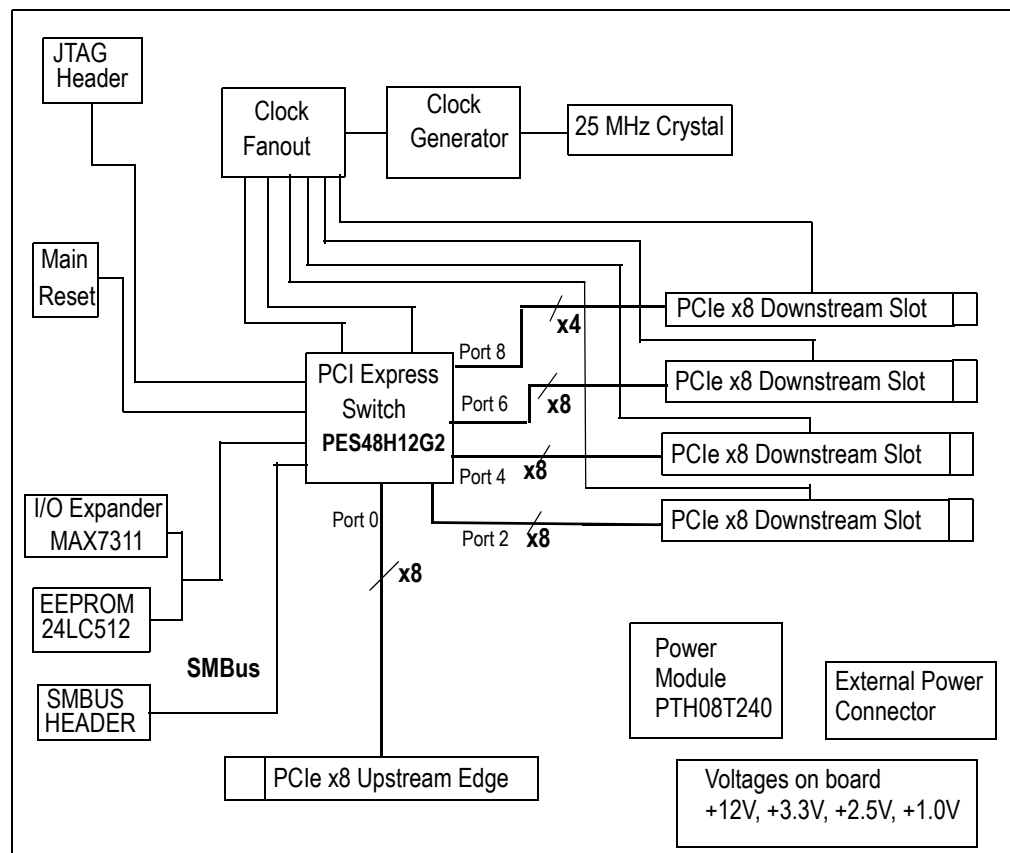 JTAG
Header
Clock
Fanout
Clock
Generator
25 MHz Crystal
Main
Reset
PCIe x8 Downstream Slot
x4
Port 8
PCI Express
Switch
PES48H12G2
PCIe x8 Downstream Slot
Port 6
x8
PCIe x8 Downstream Slot
Port 4
x8
PCIe x8 Downstream Slot
Port 2
x8
Port 0
x8
I/O Expander
MAX7311
EEPROM
24LC512
SMBus
SMBUS
HEADER
PCIe x8 Upstream Edge
Power
Module
PTH08T240
External Power
Connector
Voltages on board
+12V, +3.3V, +2.5V, +1.0V